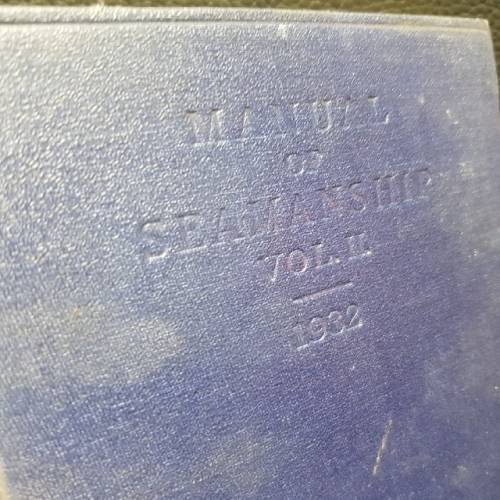 MANUAL
OF
SEAMANSHIP
VOL. II.
1932